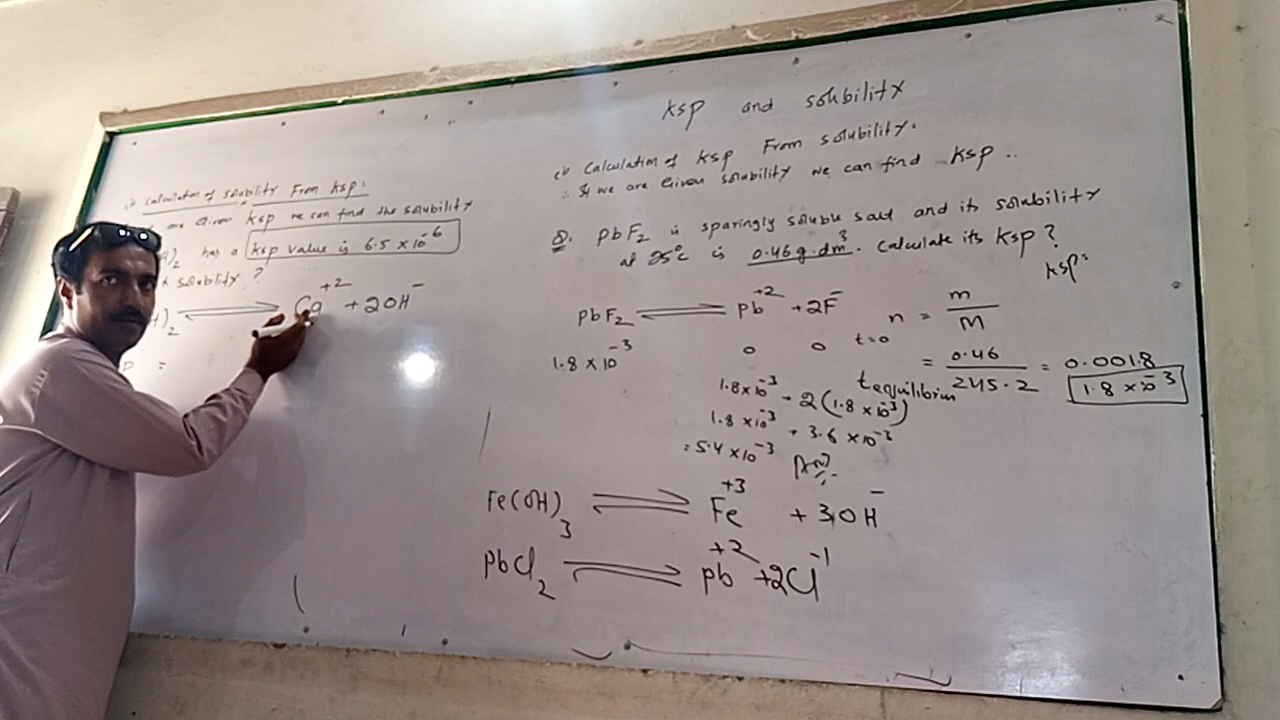 Ksp and solubility
(i) Calculation of Ksp From solubility.
∴ If we are Given solubility we can find Ksp ..
Q. PbF₂ is sparingly soluble salt and its solubility
at 25°C is 0.46 g.dm³. Calculate its Ksp?
Ksp=
PbF₂ ⇌ Pb⁺² + 2F⁻
n = m/M
1.8 × 10⁻³
0 0 t=0
= 0.46/245.2 = 0.0018
1.8 × 10⁻³
1.8×10⁻³ + 2(1.8 × 10⁻³) t equilibrium
1.8 × 10⁻³ + 3.6 × 10⁻³
= 5.4 × 10⁻³ Ans
Fe(OH)₃ ⇌ Fe⁺³ + 3OH⁻
PbCl₂ ⇌ Pb⁺² + 2Cl⁻¹
Calculation of solubility From Ksp:
are Given Ksp we can find the solubility
)₂ has a Ksp value is 6.5 × 10⁻⁶
solubility ?
)₂ ⇌ Ca⁺² + 2OH⁻
=